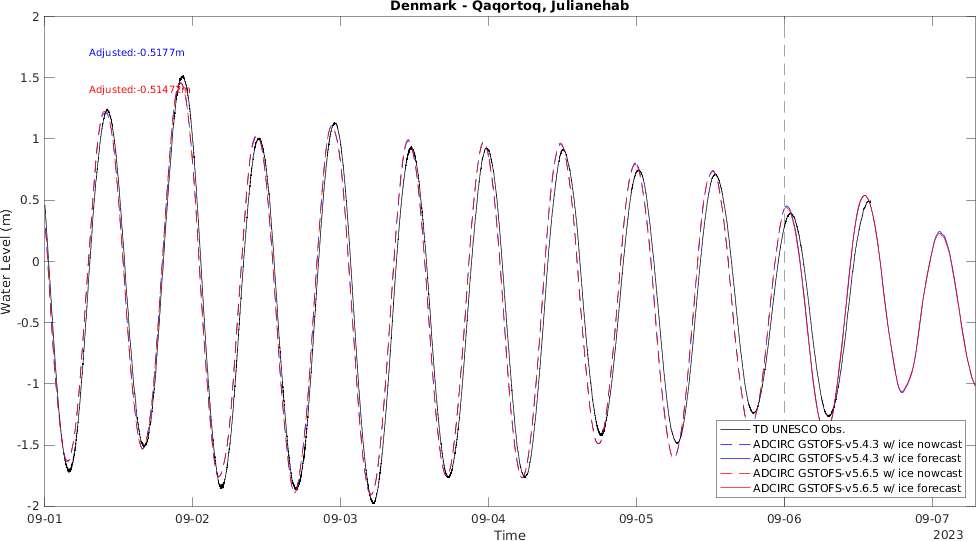 Denmark - Qaqortoq, Julianehab
2
Adjusted:-0.5177m
1.5
Adjusted:-0.51472m
1
0.5
0
-0.5
-1
-1.5
-2
Water Level (m)
TD UNESCO Obs.
ADCIRC GSTOFS-v5.4.3 w/ ice nowcast
ADCIRC GSTOFS-v5.4.3 w/ ice forecast
ADCIRC GSTOFS-v5.6.5 w/ ice nowcast
ADCIRC GSTOFS-v5.6.5 w/ ice forecast
09-01 09-02 09-03 09-04 09-05 09-06 09-07
Time
2023